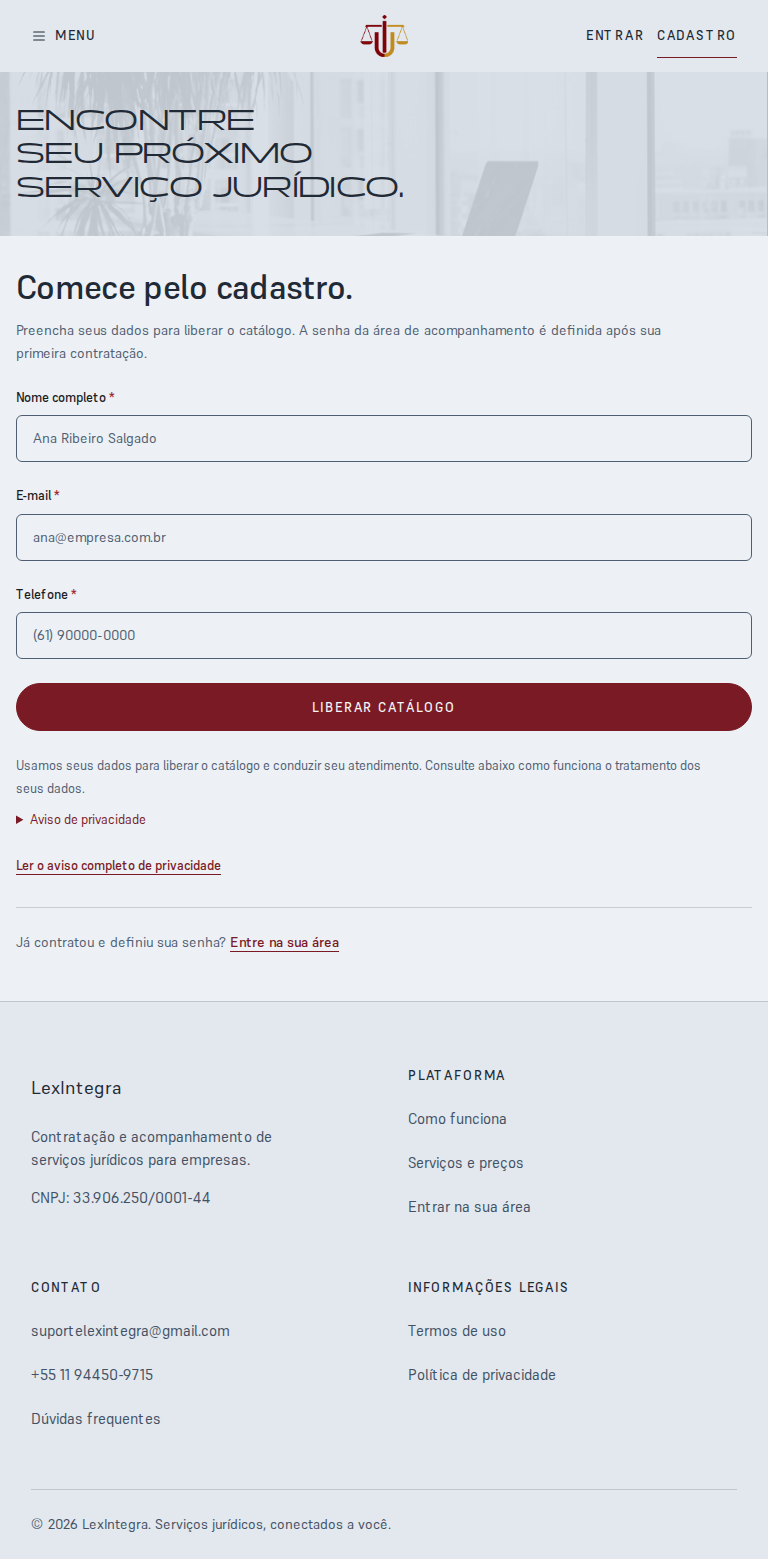 MENU
ENTRAR CADASTRO
ENCONTRE
SEU PRÓXIMO
SERVIÇO JURÍDICO.
Comece pelo cadastro.
Preencha seus dados para liberar o catálogo. A senha da área de acompanhamento é definida após sua
primeira contratação.
Nome completo *
Ana Ribeiro Salgado
E-mail *
ana@empresa.com.br
Telefone *
(61) 90000-0000
LIBERAR CATÁLOGO
Usamos seus dados para liberar o catálogo e conduzir seu atendimento. Consulte abaixo como funciona o tratamento dos
seus dados.
Aviso de privacidade
Ler o aviso completo de privacidade
Já contratou e definiu sua senha? Entre na sua área
LexIntegra
Contratação e acompanhamento de
serviços jurídicos para empresas.
CNPJ: 33.906.250/0001-44
PLATAFORMA
Como funciona
Serviços e preços
Entrar na sua área
CONTATO
suportelexintegra@gmail.com
+55 11 94450-9715
Dúvidas frequentes
INFORMAÇÕES LEGAIS
Termos de uso
Política de privacidade
© 2026 LexIntegra. Serviços jurídicos, conectados a você.